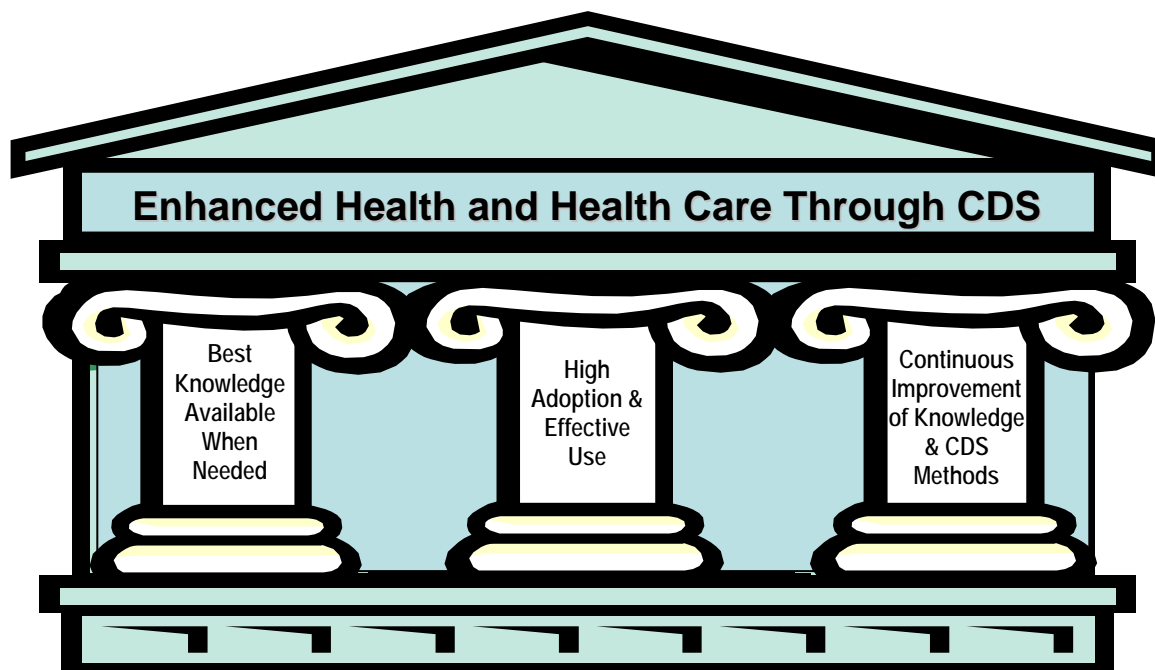 Enhanced Health and Health Care Through CDS
Best
Knowledge
Available
When
Needed
High
Adoption &
Effective
Use
Continuous
Improvement
of Knowledge
& CDS
Methods